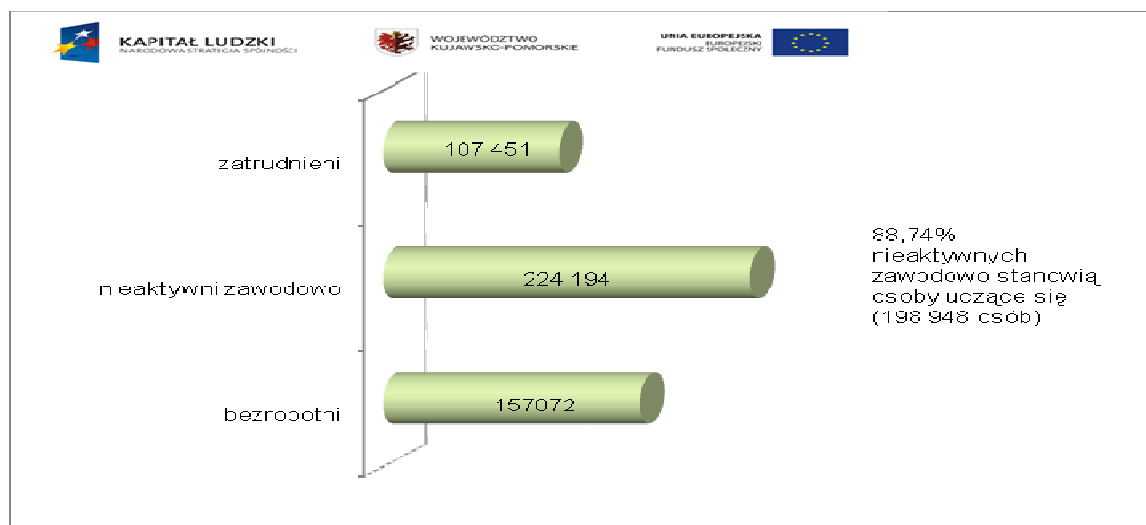 KAPITAŁ LUDZKI
NARODOWA STRATEGIA SPÓJNOŚCI
WOJEWÓDZTWO
KUJAWSKO-POMORSKIE
UNIA EUROPEJSKA
EUROPEJSKI
FUNDUSZ SPOŁECZNY
zatrudnieni
107 451
nieaktywni zawodowo
224 194
bezrobotni
157072
88,74%
nieaktywnych
zawodowo stanowią
osoby uczące się
(198 948 osób)